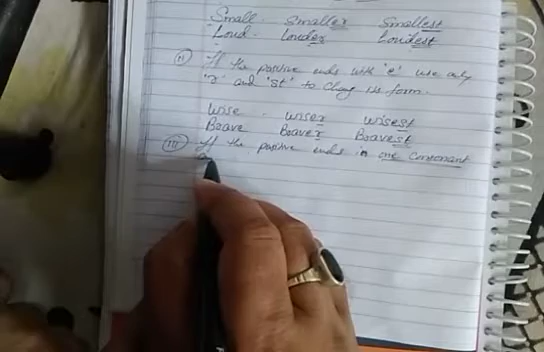 Small. Smaller Smallest
Loud. Louder Loudest
(II) If the positive ends with 'e' use only
'r' and 'st' to change its form.
Wise. wiser wisest
Brave Braver Bravest
(III) If the positive ends in one consonant